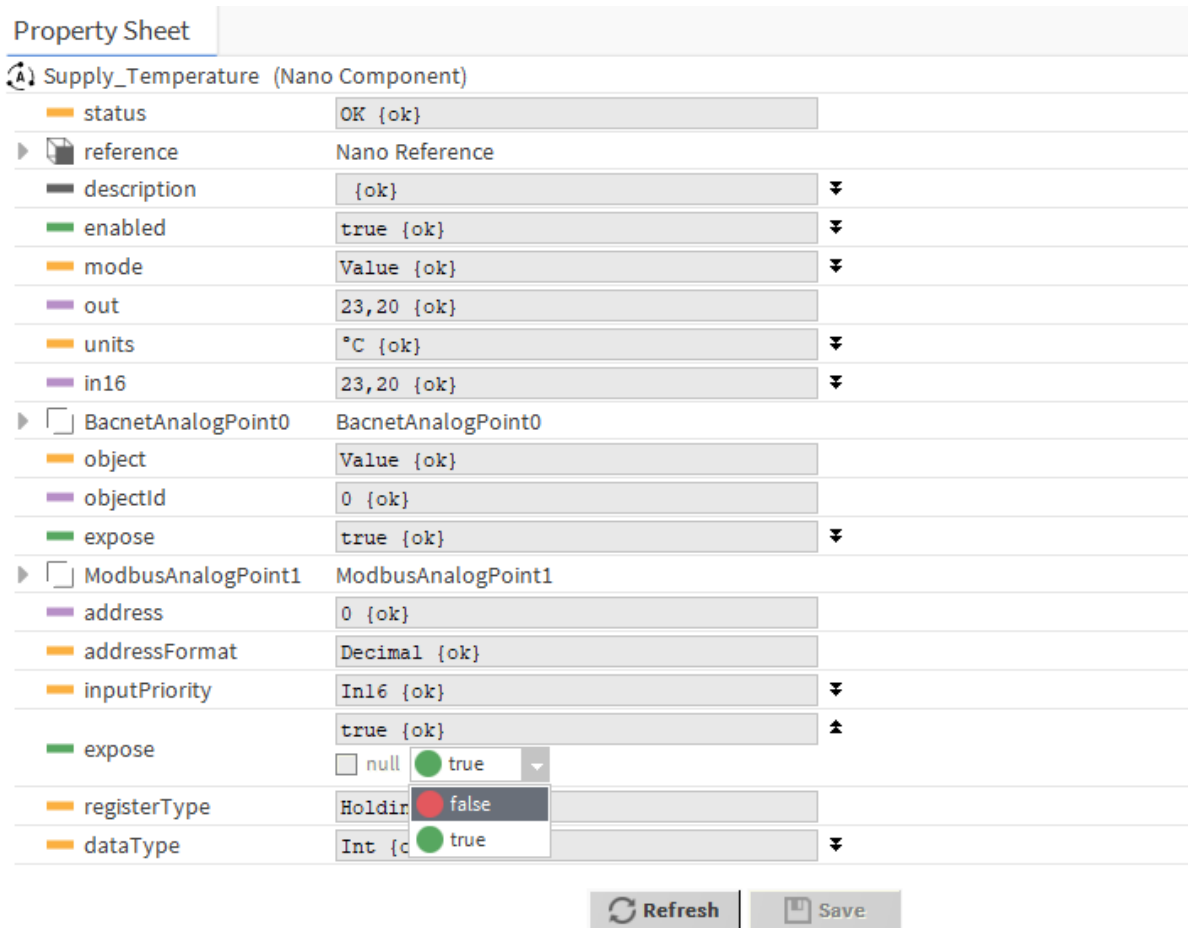 Property Sheet
Supply_Temperature (Nano Component)
status OK {ok}
reference Nano Reference
description {ok}
enabled true {ok}
mode Value {ok}
out 23,20 {ok}
units °C {ok}
in16 23,20 {ok}
BacnetAnalogPoint0 BacnetAnalogPoint0
object Value {ok}
objectId 0 {ok}
expose true {ok}
ModbusAnalogPoint1 ModbusAnalogPoint1
address 0 {ok}
addressFormat Decimal {ok}
inputPriority In16 {ok}
expose true {ok}
null true
false
true
registerType Holdin
dataType Int {o
Refresh Save